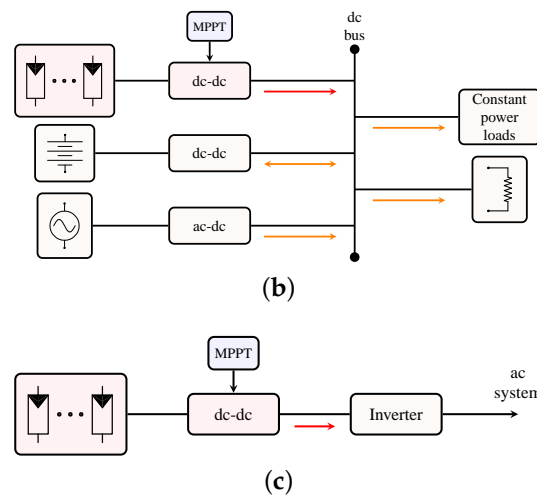 MPPT
dc
bus
dc-dc
Constant
power
loads
dc-dc
ac-dc
(b)
MPPT
ac
system
dc-dc
Inverter
(c)